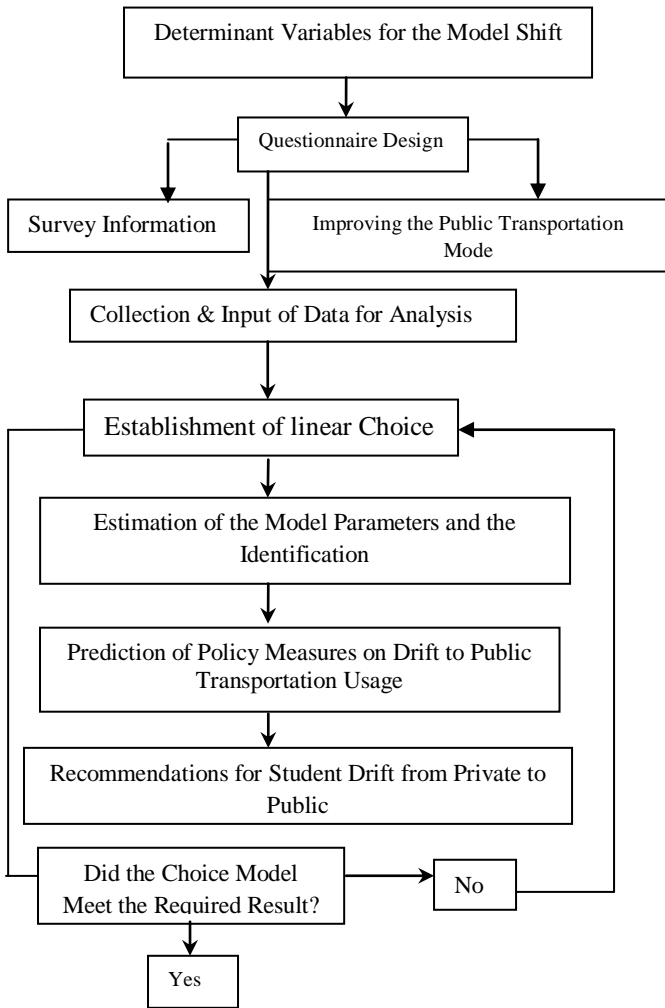 Determinant Variables for the Model Shift
Questionnaire Design
Survey Information
Improving the Public Transportation
Mode
Collection & Input of Data for Analysis
Establishment of linear Choice
Estimation of the Model Parameters and the
Identification
Prediction of Policy Measures on Drift to Public
Transportation Usage
Recommendations for Student Drift from Private to
Public
Did the Choice Model
Meet the Required Result?
No
Yes